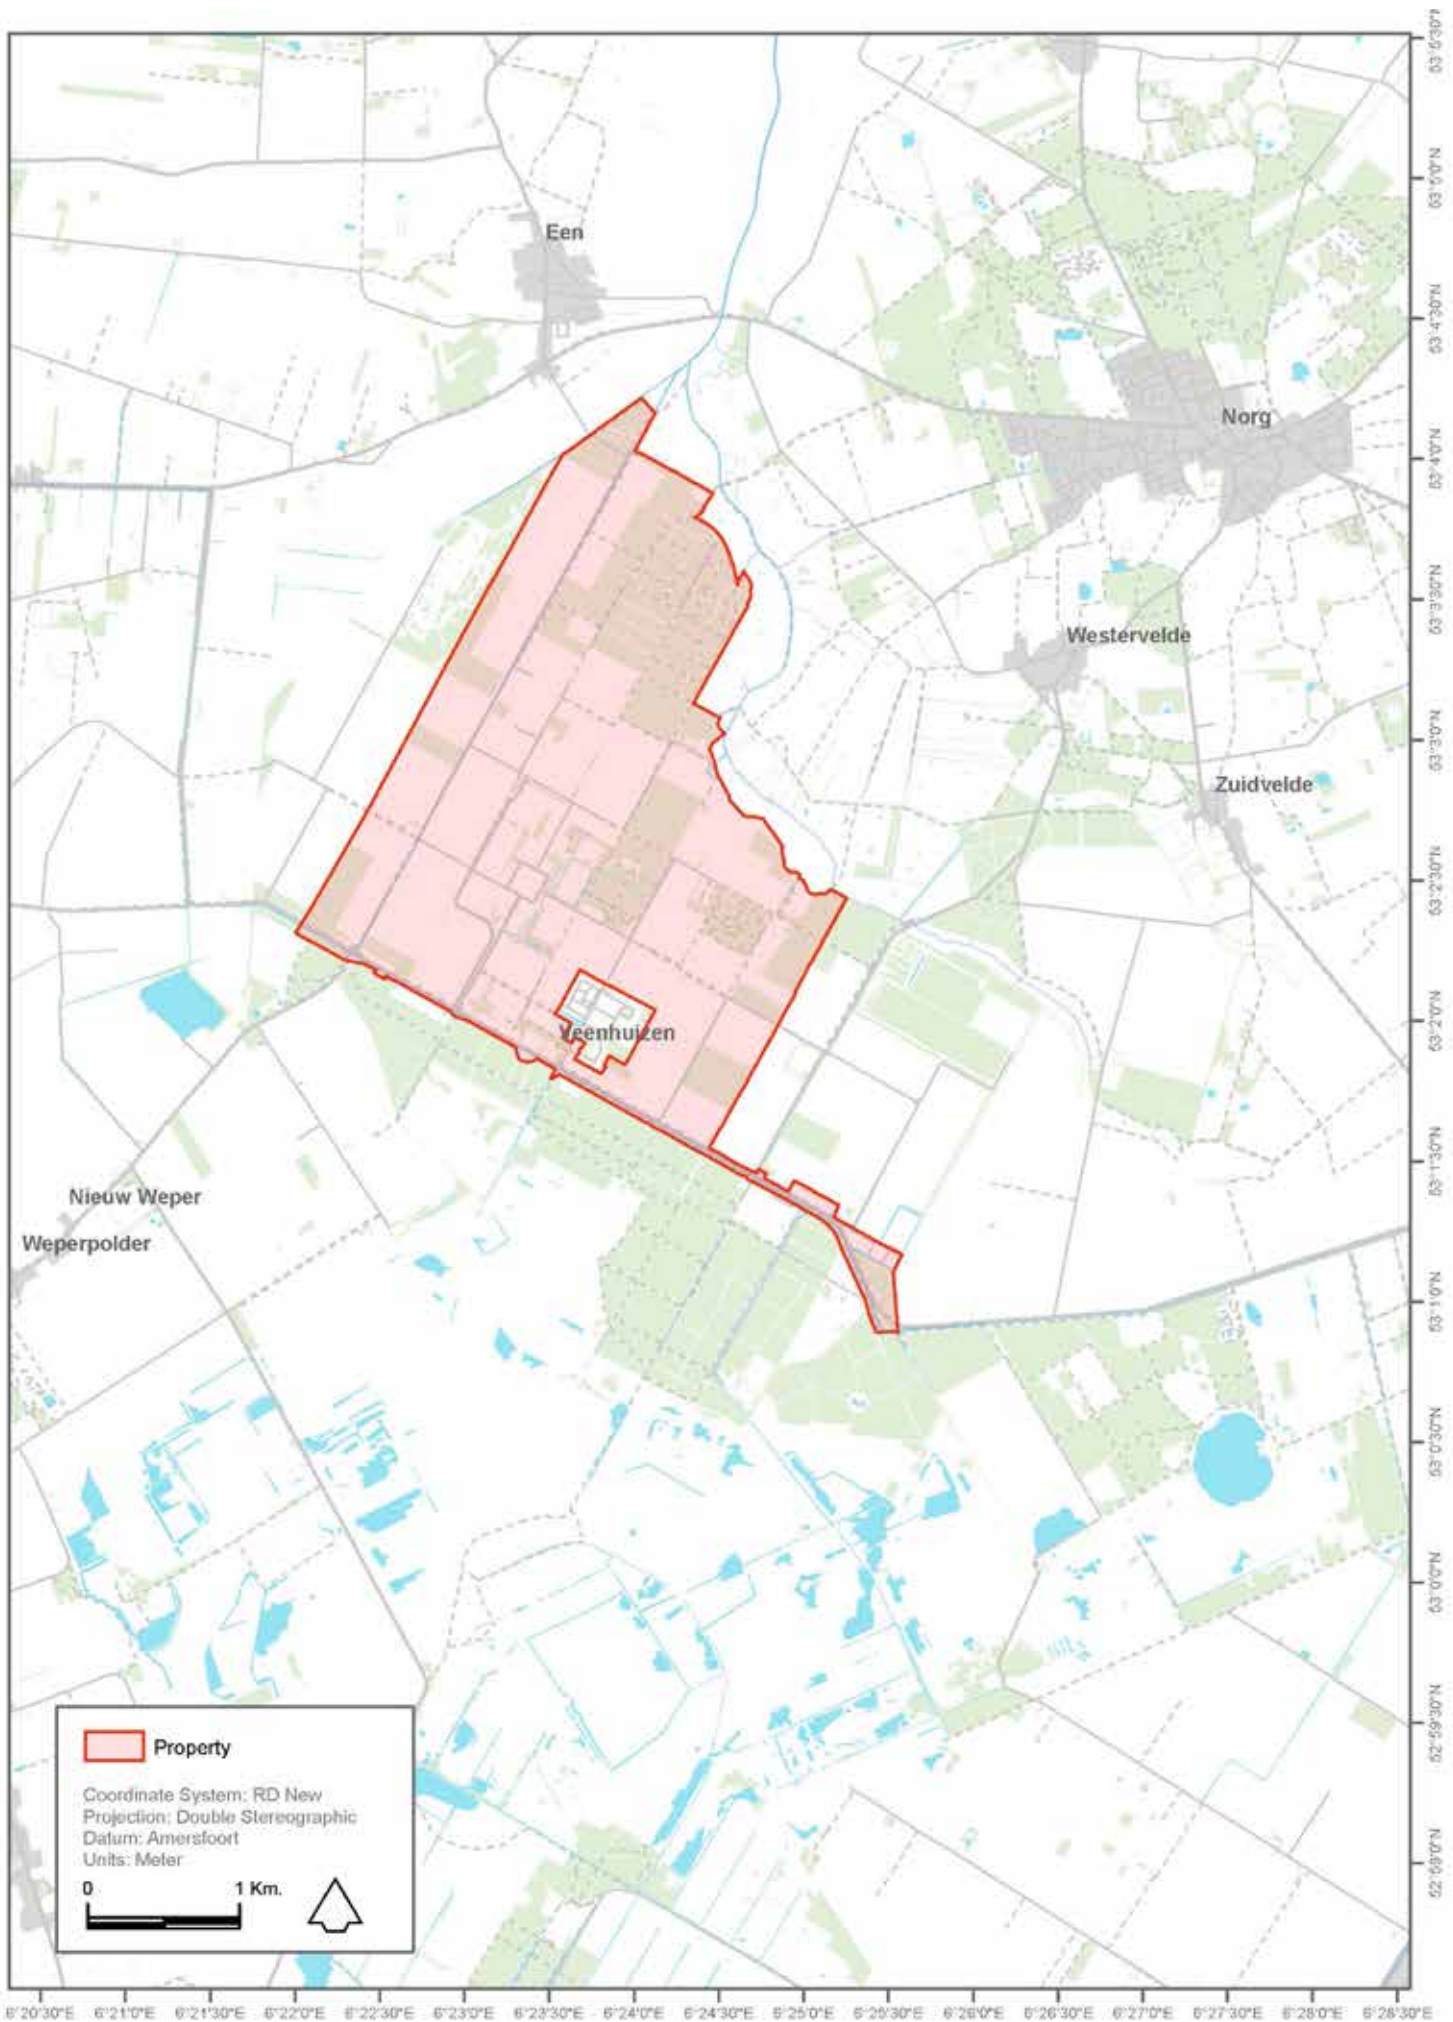 53°5'30"N
53°5'0"N
Een
53°4'30"N
Norg
53°4'0"N
53°3'30"N
Westervelde
53°3'0"N
Zuidvelde
53°2'30"N
53°2'0"N
Veenhuizen
53°1'30"N
Nieuw Weper
Weperpolder
53°1'0"N
53°0'30"N
53°0'0"N
52°59'30"N
52°59'0"N
Property
Coordinate System: RD New
Projection: Double Stereographic
Datum: Amersfoort
Units: Meter
0 1 Km.
6°20'30"E 6°21'0"E 6°21'30"E 6°22'0"E 6°22'30"E 6°23'0"E 6°23'30"E 6°24'0"E 6°24'30"E 6°25'0"E 6°25'30"E 6°26'0"E 6°26'30"E 6°27'0"E 6°27'30"E 6°28'0"E 6°28'30"E